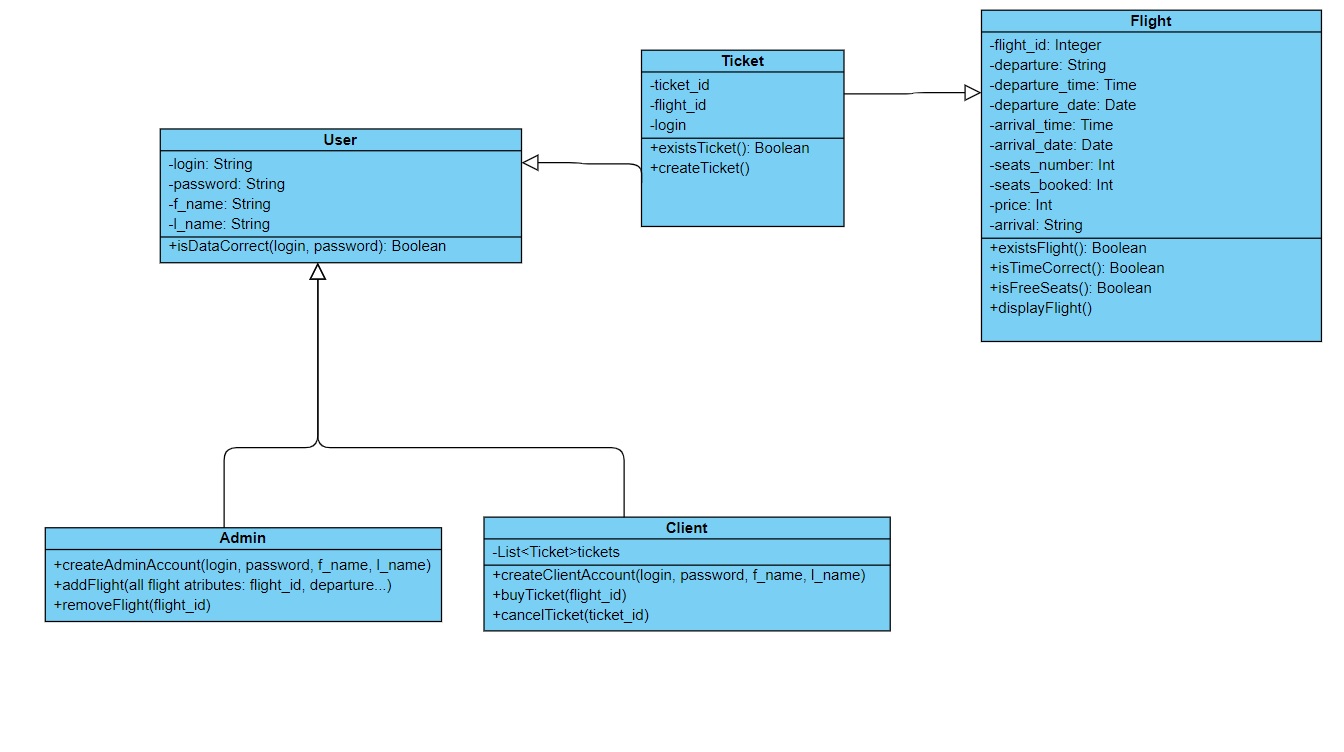 User
-login: String
-password: String
-f_name: String
-l_name: String
+isDataCorrect(login, password): Boolean
Ticket
-ticket_id
-flight_id
-login
+existsTicket(): Boolean
+createTicket()
Flight
-flight_id: Integer
-departure: String
-departure_time: Time
-departure_date: Date
-arrival_time: Time
-arrival_date: Date
-seats_number: Int
-seats_booked: Int
-price: Int
-arrival: String
+existsFlight(): Boolean
+isTimeCorrect(): Boolean
+isFreeSeats(): Boolean
+displayFlight()
Admin
+createAdminAccount(login, password, f_name, l_name)
+addFlight(all flight atributes: flight_id, departure...)
+removeFlight(flight_id)
Client
-List<Ticket>tickets
+createClientAccount(login, password, f_name, l_name)
+buyTicket(flight_id)
+cancelTicket(ticket_id)